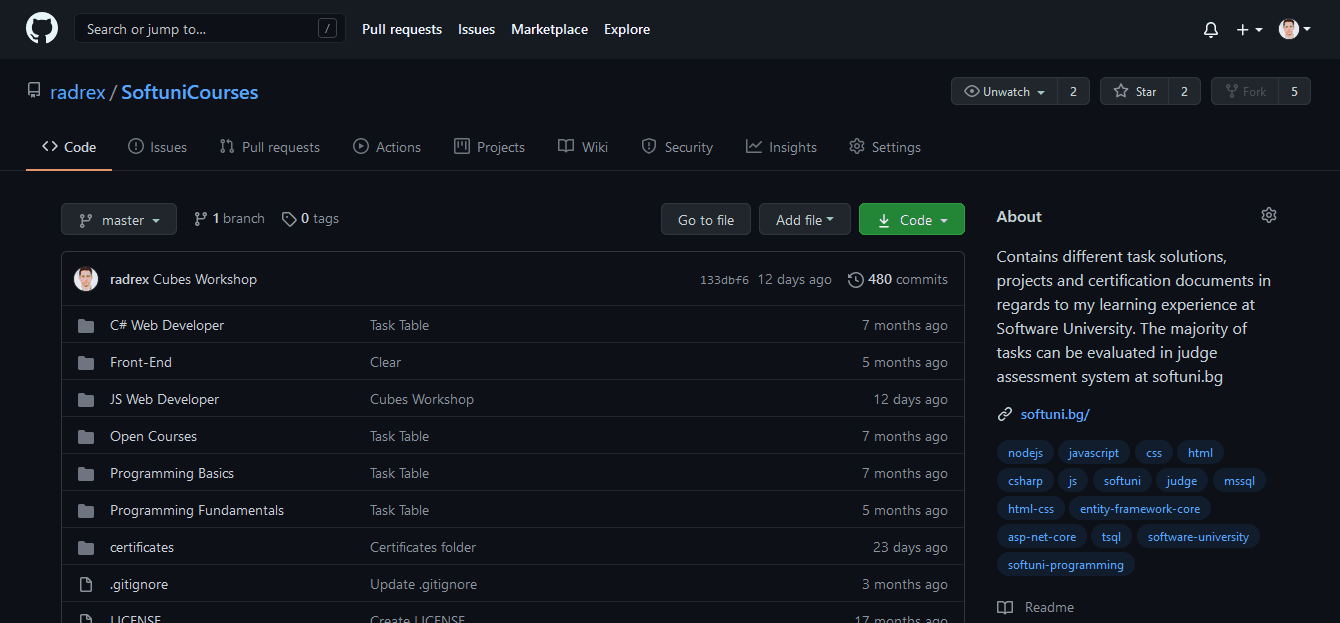 Search or jump to... / Pull requests Issues Marketplace Explore
radrex / SoftuniCourses Unwatch 2 Star 2 Fork 5
Code Issues Pull requests Actions Projects Wiki Security Insights Settings
master 1 branch 0 tags Go to file Add file Code
radrex Cubes Workshop 133dbf6 12 days ago 480 commits
C# Web Developer Task Table 7 months ago
Front-End Clear 5 months ago
JS Web Developer Cubes Workshop 12 days ago
Open Courses Task Table 7 months ago
Programming Basics Task Table 7 months ago
Programming Fundamentals Task Table 5 months ago
certificates Certificates folder 23 days ago
.gitignore Update .gitignore 3 months ago
LICENSE Create LICENSE 17 months ago
About
Contains different task solutions,
projects and certification documents in
regards to my learning experience at
Software University. The majority of
tasks can be evaluated in judge
assessment system at softuni.bg
softuni.bg/
nodejs javascript css html
csharp js softuni judge mssql
html-css entity-framework-core
asp-net-core tsql software-university
softuni-programming
Readme